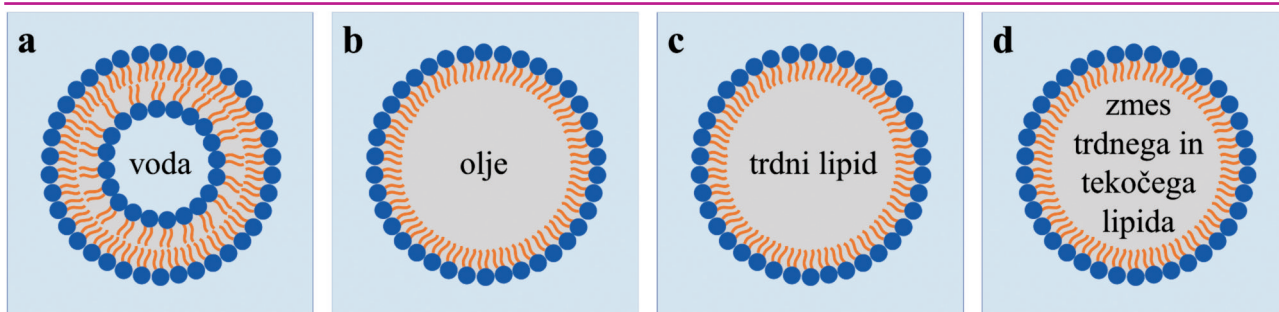 a
voda
b
olje
c
trdni lipid
d
zmes
trdnega in
tekočega
lipida